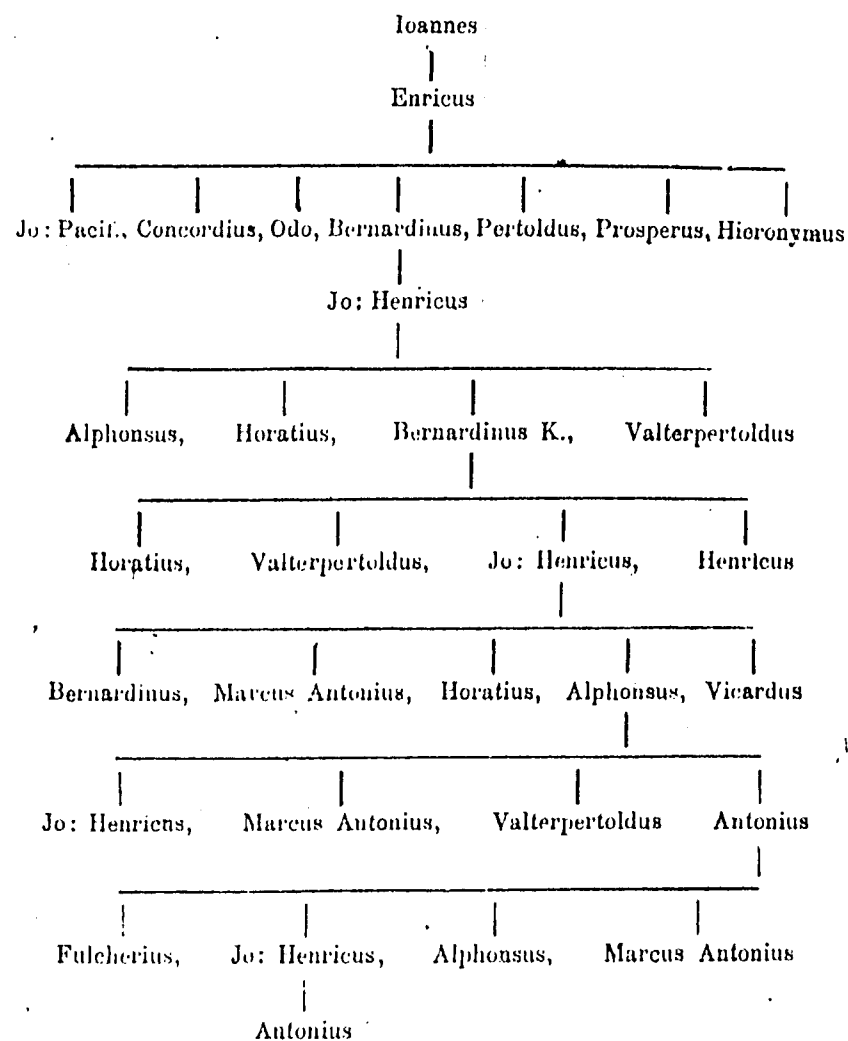 Ioannes
Enricus
Jo: Pacif., Concordius, Odo, Bernardinus, Pertoldus, Prosperus, Hieronymus
Jo: Henricus
Alphonsus, Horatius, Bernardinus K., Valterpertoldus
Horatius, Valterpertoldus, Jo: Henricus, Henricus
Bernardinus, Marcus Antonius, Horatius, Alphonsus, Vicardus
Jo: Henricus, Marcus Antonius, Valterpertoldus Antonius
Fulcherius, Jo: Henricus, Alphonsus, Marcus Antonius
Antonius